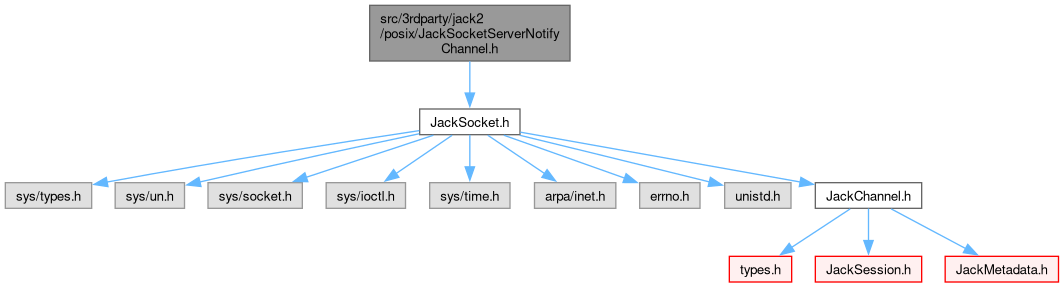 src/3rdparty/jack2
/posix/JackSocketServerNotify
Channel.h
JackSocket.h
sys/types.h
sys/un.h
sys/socket.h
sys/ioctl.h
sys/time.h
arpa/inet.h
errno.h
unistd.h
JackChannel.h
types.h
JackSession.h
JackMetadata.h